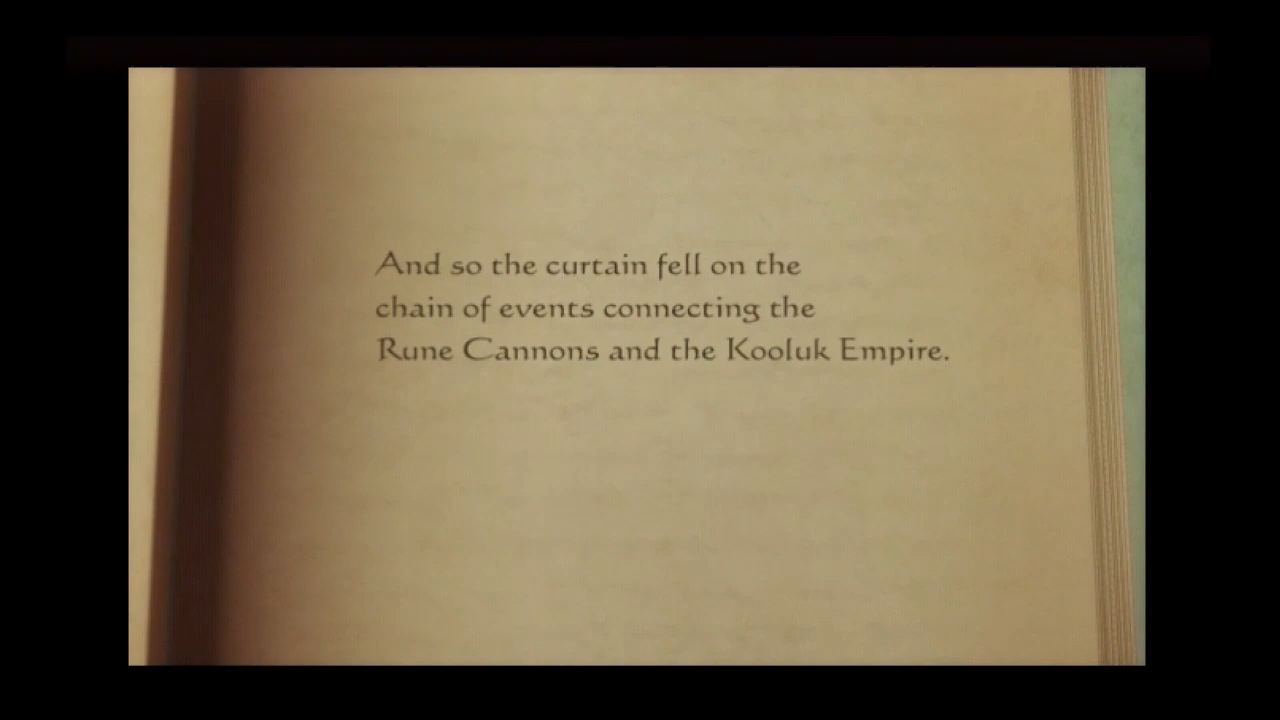 And so the curtain fell on the
chain of events connecting the
Rune Cannons and the Kooluk Empire.